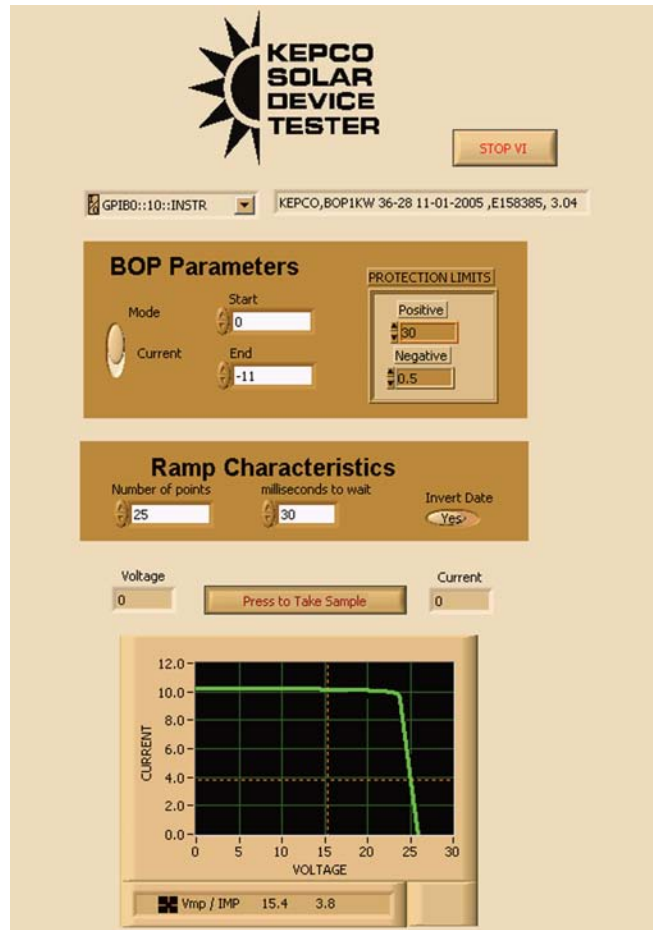 KEPCO
SOLAR
DEVICE
TESTER
STOP VI
GPIB0::10::INSTR
KEPCO,BOP1KW 36-28 11-01-2005 ,E158385, 3.04
BOP Parameters
PROTECTION LIMITS
Mode
Current
Start
0
End
-11
Positive
30
Negative
0.5
Ramp Characteristics
Number of points
25
milliseconds to wait
30
Invert Date
Yes
Voltage
0
Press to Take Sample
Current
0
CURRENT
12.0
10.0
8.0
6.0
4.0
2.0
0.0
0 5 10 15 20 25 30
VOLTAGE
Vmp / IMP 15.4 3.8